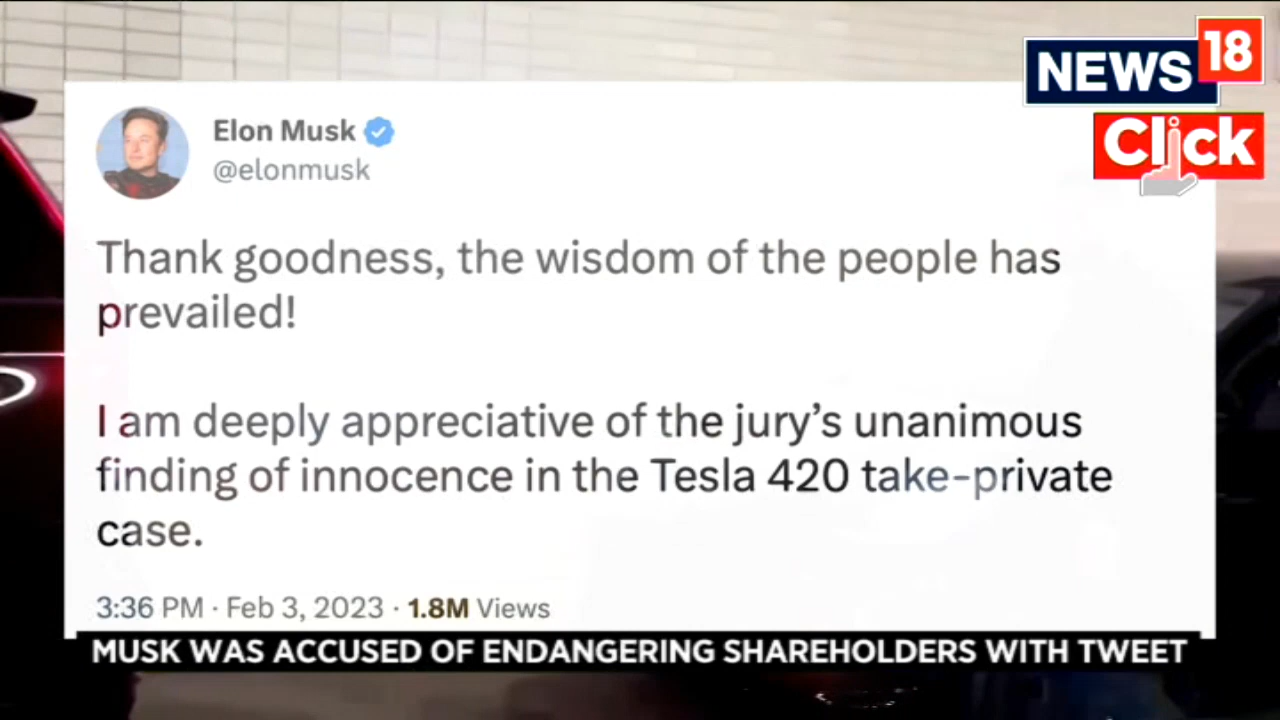 NEWS 18
Click
Elon Musk
@elonmusk
Thank goodness, the wisdom of the people has
prevailed!
I am deeply appreciative of the jury’s unanimous
finding of innocence in the Tesla 420 take-private
case.
3:36 PM · Feb 3, 2023 · 1.8M Views
MUSK WAS ACCUSED OF ENDANGERING SHAREHOLDERS WITH TWEET